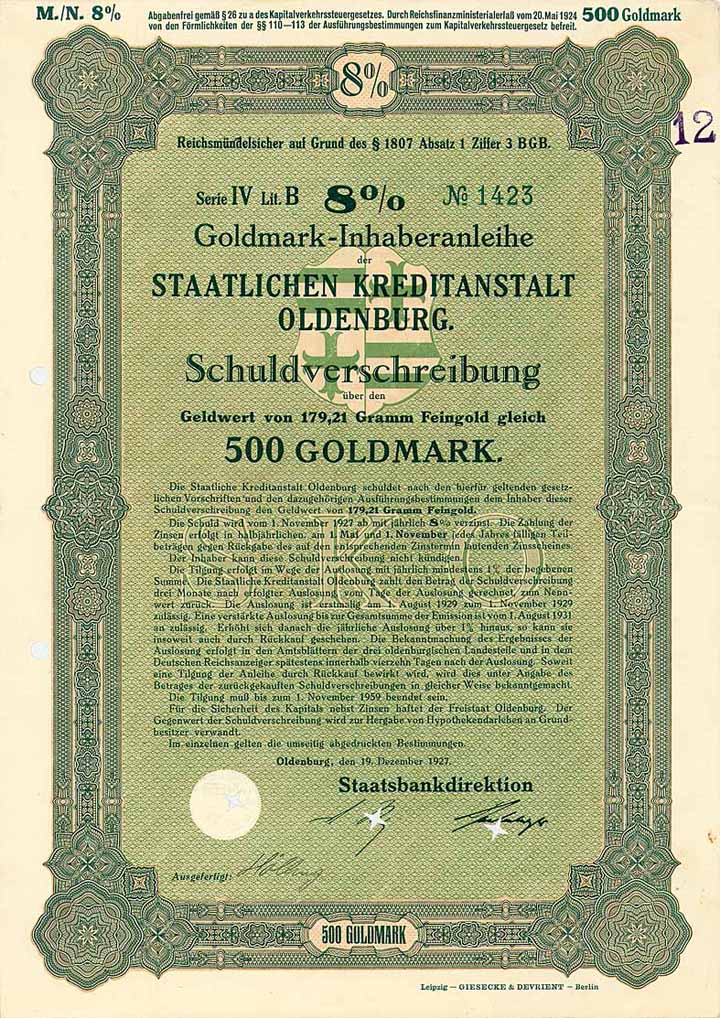 M./N. 8% Abgabenfrei gemäß § 26 zu a des Kapitalverkehrssteuergesetzes. Durch Reichsfinanzministerialerlaß vom 20. Mai 1924 500 Goldmark
von den Förmlichkeiten der §§ 110—113 der Ausführungsbestimmungen zum Kapitalverkehrssteuergesetz befreit.
8%
12
Reichsmündelsicher auf Grund des § 1807 Absatz 1 Ziffer 3 BGB.
Serie IV Lit. B 8% № 1423
Goldmark-Inhaberanleihe
der
STAATLICHEN KREDITANSTALT
OLDENBURG.
Schuldverschreibung
über den
Geldwert von 179,21 Gramm Feingold gleich
500 GOLDMARK.
Die Staatliche Kreditanstalt Oldenburg schuldet nach den hierfür geltenden gesetz-
lichen Vorschriften und den dazugehörigen Ausführungsbestimmungen dem Inhaber dieser
Schuldverschreibung den Geldwert von 179,21 Gramm Feingold.
Die Schuld wird vom 1. November 1927 ab mit jährlich 8% verzinst. Die Zahlung der
Zinsen erfolgt in halbjährlichen, am 1. Mai und 1. November jedes Jahres fälligen Teil-
beträgen gegen Rückgabe des auf den entsprechenden Zinstermin lautenden Zinsscheines.
Der Inhaber kann diese Schuldverschreibung nicht kündigen.
Die Tilgung erfolgt im Wege der Auslosung mit jährlich mindestens 1% der begebenen
Summe. Die Staatliche Kreditanstalt Oldenburg zahlt den Betrag der Schuldverschreibung
drei Monate nach erfolgter Auslosung, vom Tage der Auslosung gerechnet, zum Nenn-
wert zurück. Die Auslosung ist erstmalig am 1. August 1929 zum 1. November 1929
zulässig. Eine verstärkte Auslosung bis zur Gesamtsumme der Emission ist vom 1. August 1931
an zulässig. Erhöht sich danach die jährliche Auslosung über 1% hinaus, so kann sie
insoweit auch durch Rückkauf geschehen. Die Bekanntmachung des Ergebnisses der
Auslosung erfolgt in den Amtsblättern der drei oldenburgischen Landesteile und in dem
Deutschen Reichsanzeiger spätestens innerhalb vierzehn Tagen nach der Auslosung. Soweit
eine Tilgung der Anleihe durch Rückkauf bewirkt wird, wird dies unter Angabe des
Betrages der zurückgekauften Schuldverschreibungen in gleicher Weise bekanntgemacht.
Die Tilgung muß bis zum 1. November 1959 beendet sein.
Für die Sicherheit des Kapitals nebst Zinsen haftet der Freistaat Oldenburg. Der
Gegenwert der Schuldverschreibung wird zur Hergabe von Hypothekendarlehen an Grund-
besitzer verwandt.
Im einzelnen gelten die umseitig abgedruckten Bestimmungen.
Oldenburg, den 19. Dezember 1927.
Staatsbankdirektion
Ausgefertigt:
500 GOLDMARK
Leipzig — GIESECKE & DEVRIENT — Berlin